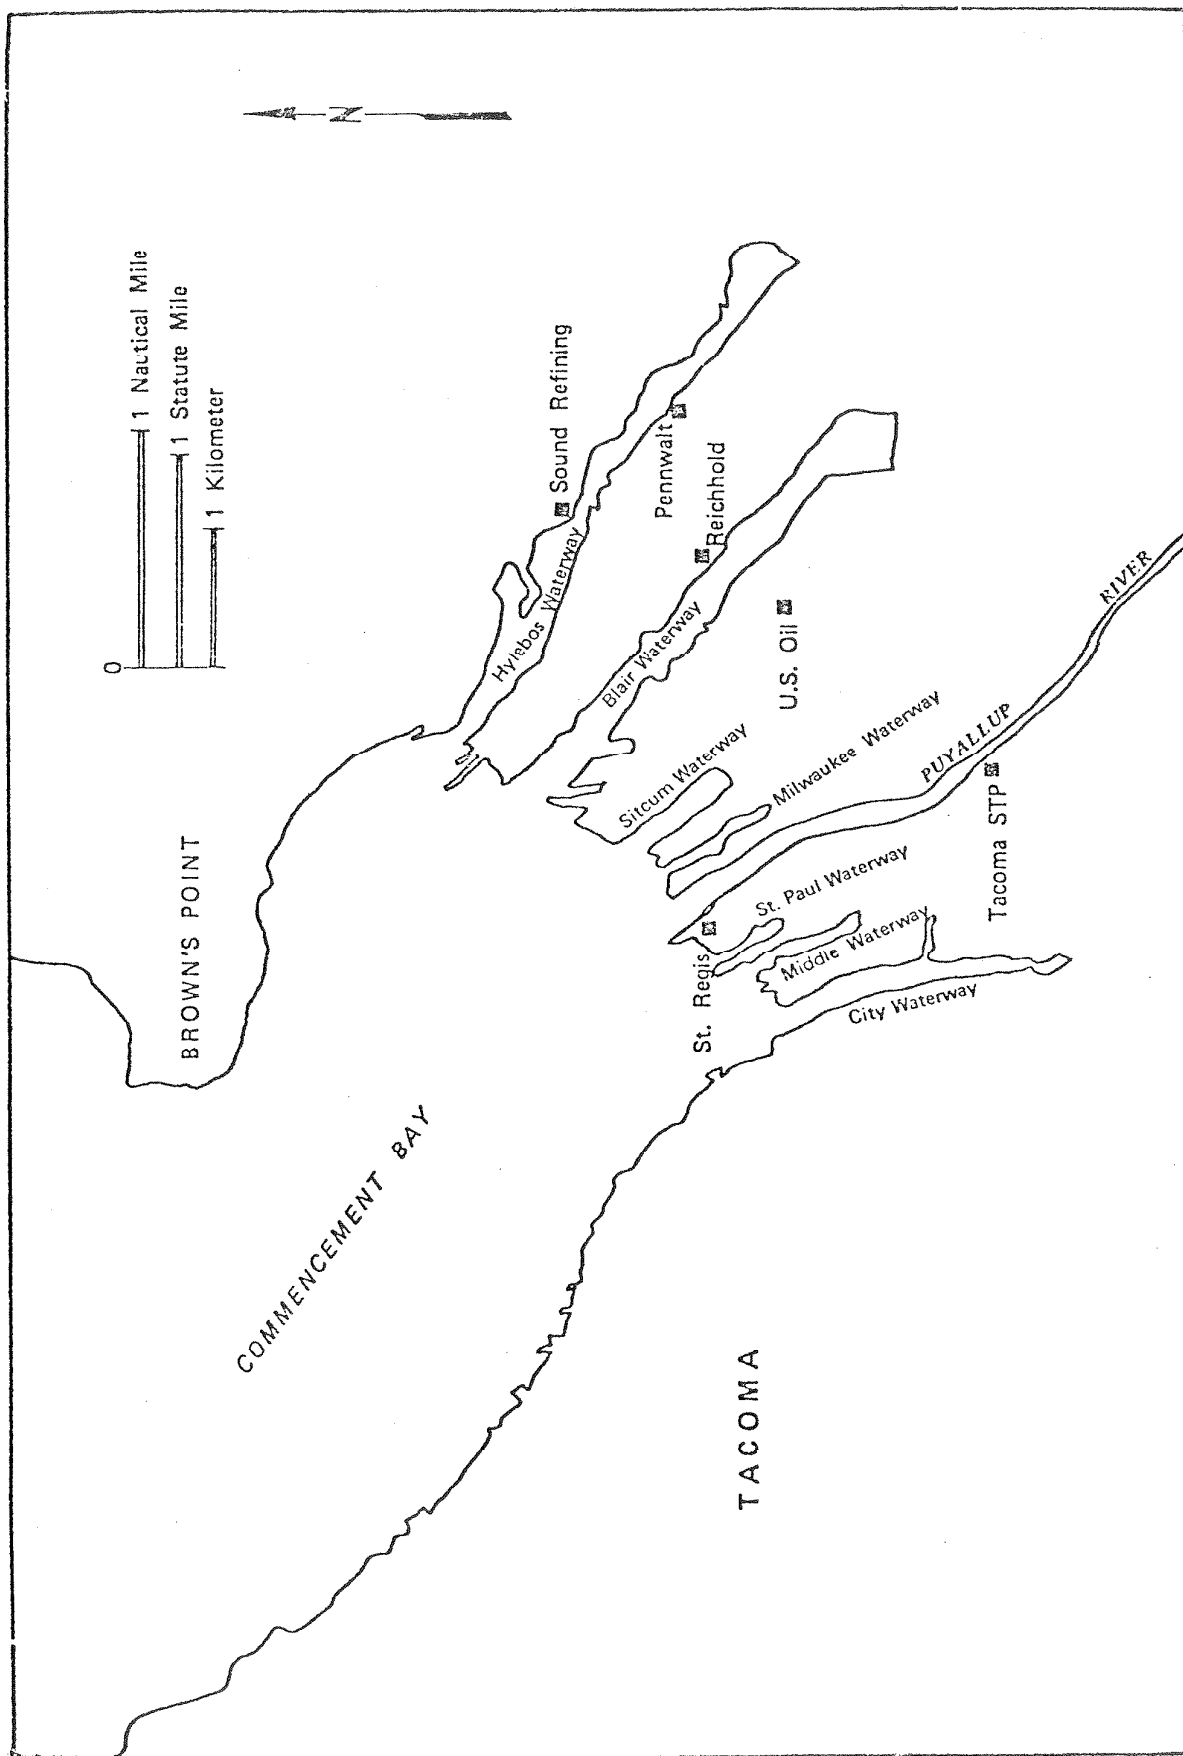 N
0
1 Nautical Mile
1 Statute Mile
1 Kilometer
BROWN'S POINT
COMMENCEMENT BAY
Hylebos Waterway
Sound Refining
Pennwalt
Reichhold
Blair Waterway
U.S. Oil
Sitcum Waterway
Milwaukee Waterway
PUYALLUP RIVER
St. Regis
St. Paul Waterway
Middle Waterway
City Waterway
Tacoma STP
TACOMA